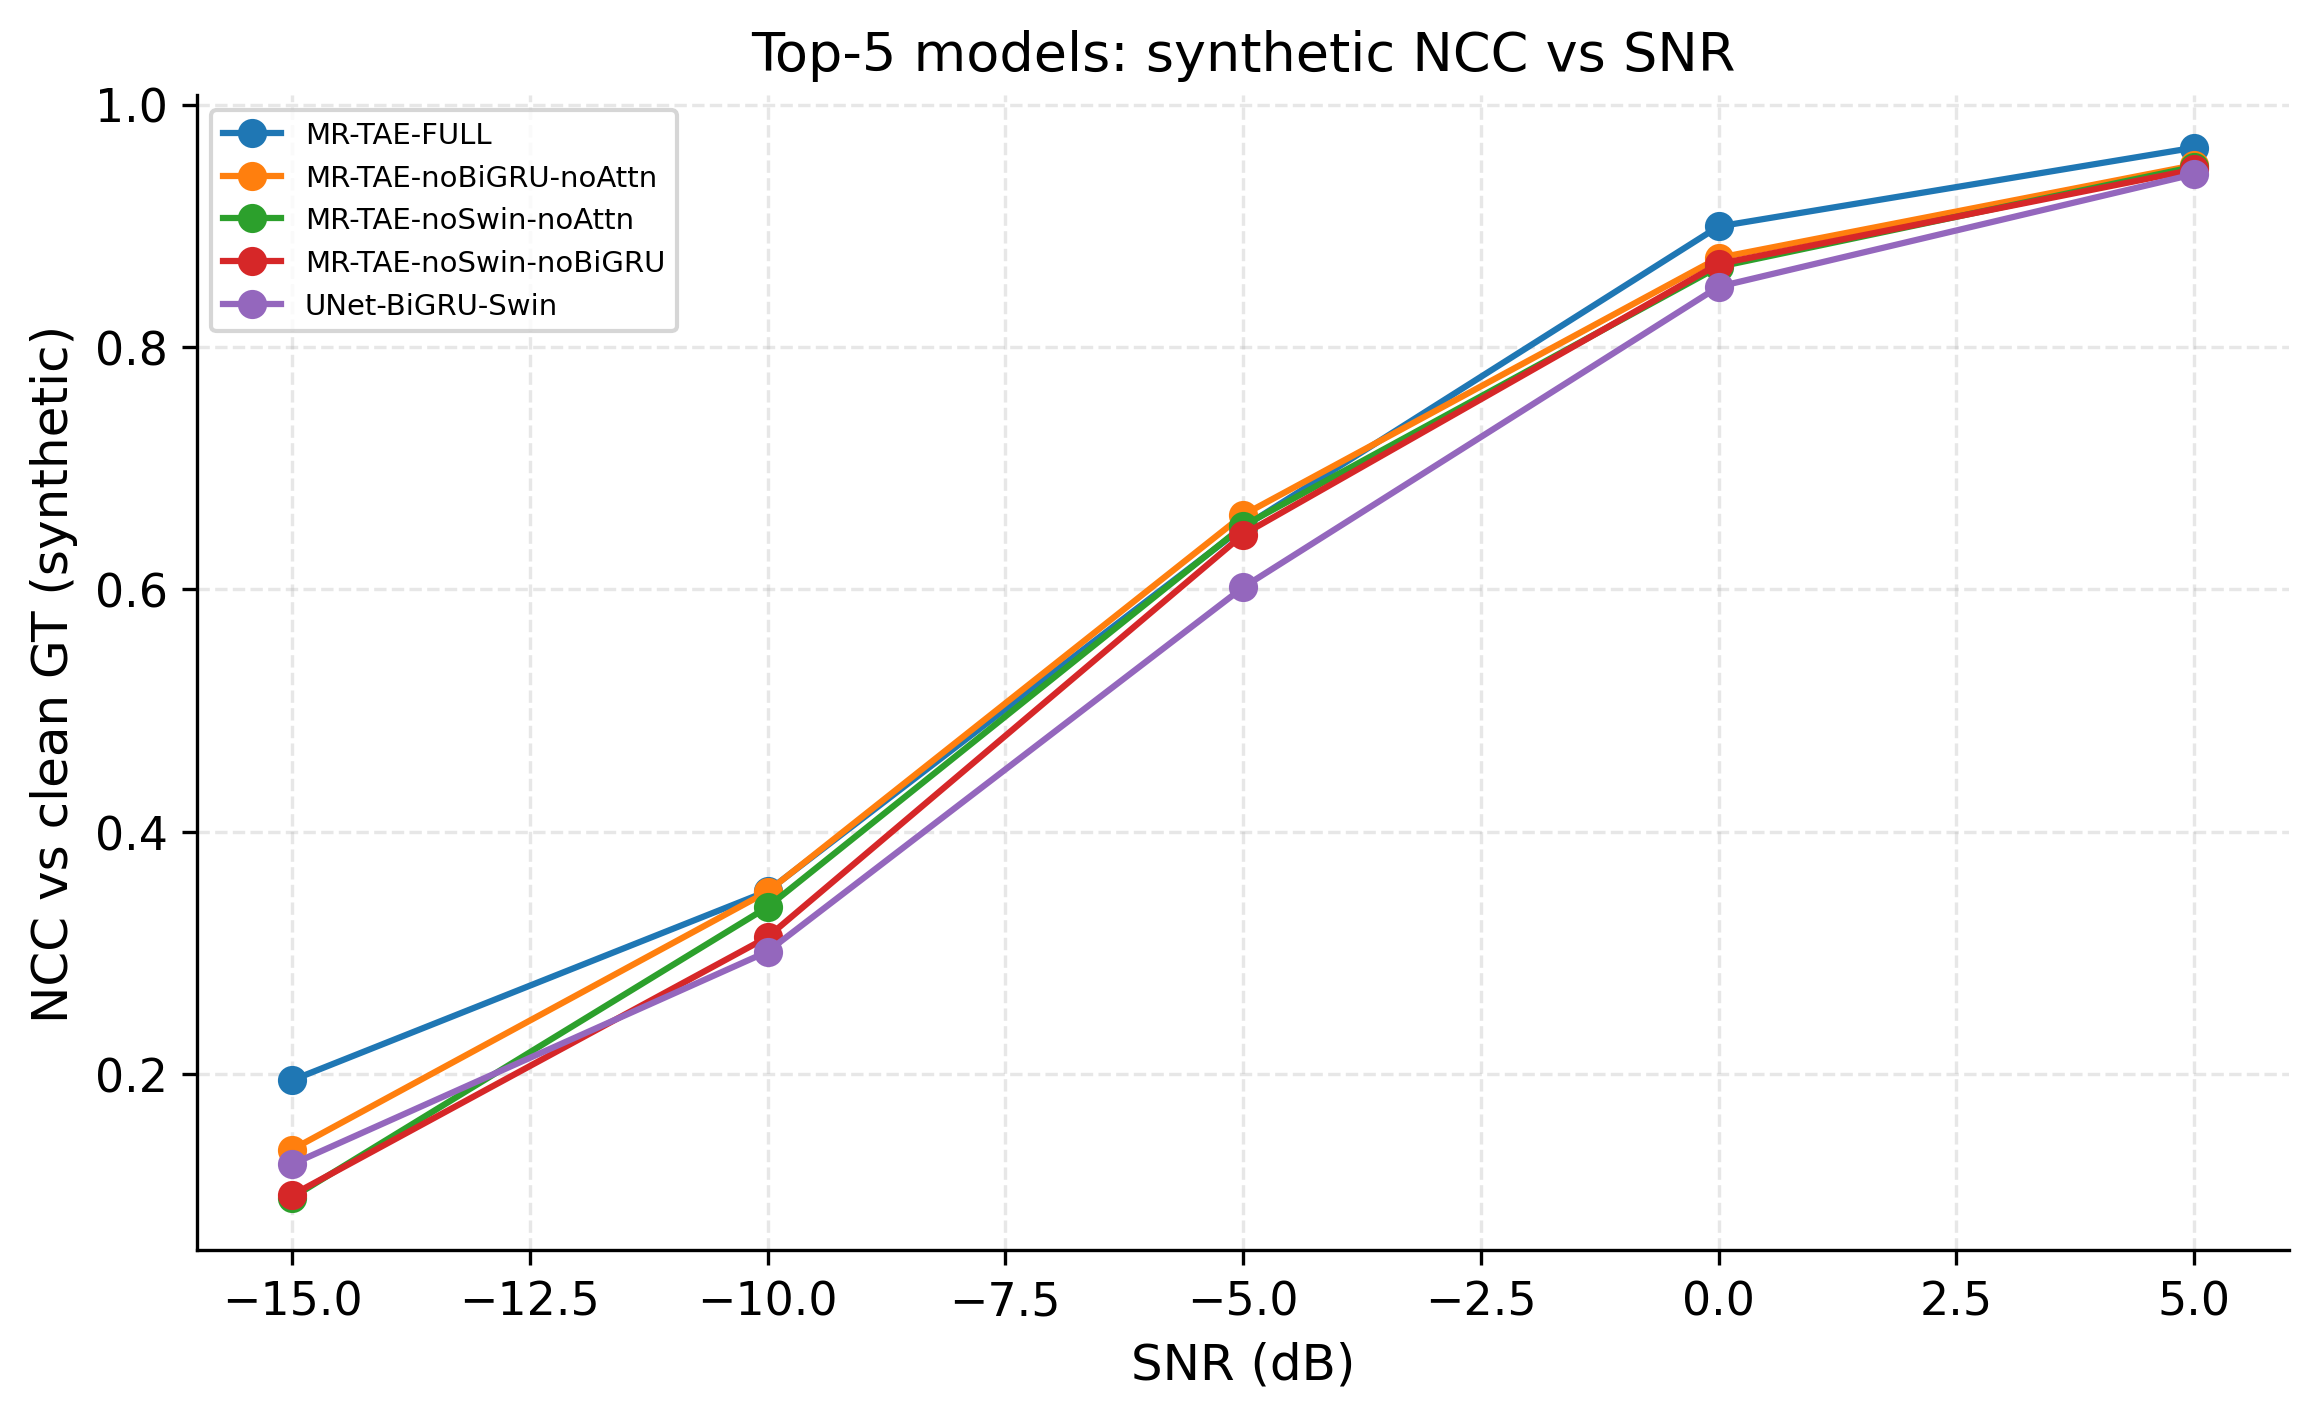 Top-5 models: synthetic NCC vs SNR
1.0
0.8
0.6
0.4
0.2
NCC vs clean GT (synthetic)
MR-TAE-FULL
MR-TAE-noBiGRU-noAttn
MR-TAE-noSwin-noAttn
MR-TAE-noSwin-noBiGRU
UNet-BiGRU-Swin
−15.0 −12.5 −10.0 −7.5 −5.0 −2.5 0.0 2.5 5.0
SNR (dB)